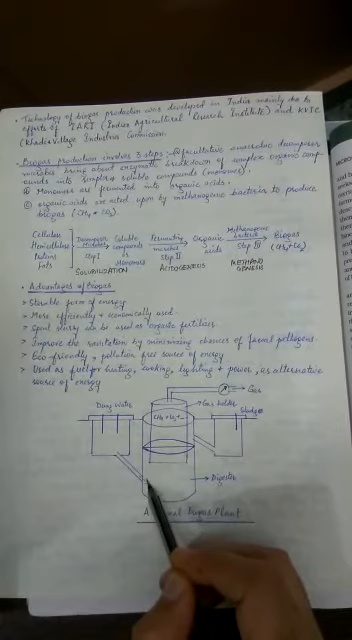 • Technology of biogas production was developed in India mainly due to
efforts of IARI (Indian Agricultural Research Institute) and KVIC
(Khadi & Village Industries Commission.
• Biogas production involves 3 steps :- @ facultative anaerobic decomposer
microbes bring about enzymatic breakdown of complex organic comp-
ounds into simpler soluble compounds (monomers).
ⓑ Monomers are fermented into organic acids.
ⓒ organic acids are acted upon by methanogenic bacteria to produce
biogas (CH4 + CO2)
Cellulose
Hemicellulose
Proteins
Fats
Decomposer microbes
Step I
SOLUBILISATION
Soluble compounds or Monomers
Fermenting microbes
Step II
ACITOGENESIS
Organic acids
Methanogenic bacteria
Step III
METHANO
GENESIS
Biogas
(CH4+CO2)
• Advantages of Biogas
> Storable form of energy
> More efficiently & economically used.
> Spent slurry can be used as organic fertilizer.
> Improve the sanitation by minimizing chances of faecal pathogens.
> Eco-friendly & pollution free source of energy
> Used as fuel for heating, cooking, lighting & power, as alternative
source of energy
Gas
Gas holder
Dung Water
Sludge
CH4 + CO2 + --
Digester
Biogas Plant